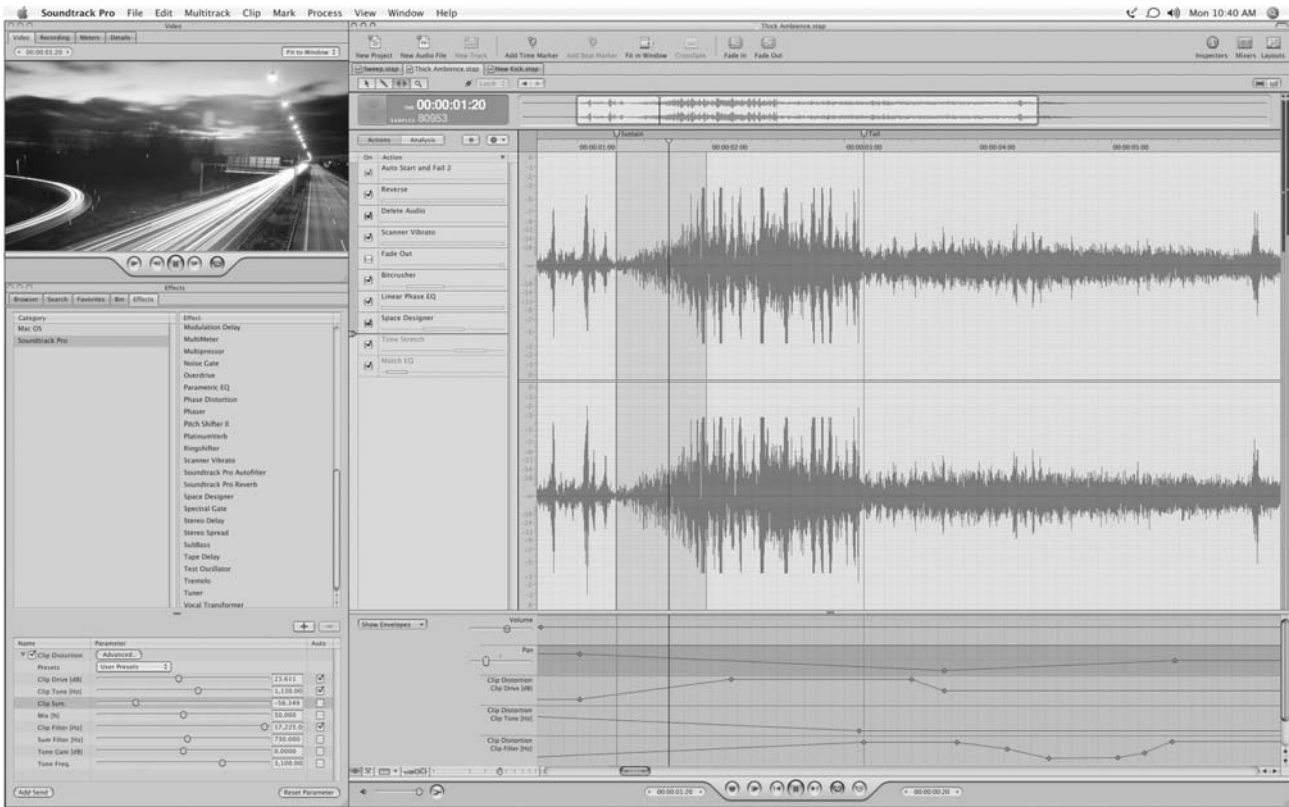 Soundtrack Pro File Edit Multitrack Clip Mark Process View Window Help
Mon 10:40 AM
Video
Video Recording Meters Details
00:00:01:20
Fit to Window
Thick Ambience.stap
New Project New Audio File New Track Add Time Marker Add Beat Marker Fit in Window Crossfade Fade In Fade Out
Inspectors Mixers Layouts
Sweep.stap Thick Ambience.stap New Kick.stap
Latch
00:00:01:20
SAMPLES 80953
Actions Analysis
Sustain
Tail
00:00:01:00 00:00:02:00 00:00:03:00 00:00:04:00 00:00:05:00
On Action
Auto Start and Fail 2
Reverse
Delete Audio
Scanner Vibrato
Fade Out
Bitcrusher
Linear Phase EQ
Space Designer
Time Stretch
Match EQ
Effects
Browser Search Favorites Bin Effects
Category
Mac OS
Soundtrack Pro
Effect
Modulation Delay
MultiMeter
Multipressor
Noise Gate
Overdrive
Parametric EQ
Phase Distortion
Phaser
Pitch Shifter II
PlatinumVerb
Ringshifter
Scanner Vibrato
Soundtrack Pro Autofilter
Soundtrack Pro Reverb
Space Designer
Spectral Gate
Stereo Delay
Stereo Spread
SubBass
Tape Delay
Test Oscillator
Tremolo
Tuner
Vocal Transformer
Name Parameter Auto
Clip Distortion Advanced...
Presets User Presets
Clip Drive [dB] 23.611
Clip Tone [Hz] 1,130.00
Clip Sym. -56.349
Mix [%] 50.000
Clip Filter [Hz] 17,225.0
Sum Filter [Hz] 730.000
Tone Gain [dB] 0.0000
Tone Freq. 1,100.00
Add Send
Reset Parameter
Show Envelopes
Volume
Pan
Clip Distortion
Clip Drive [dB]
Clip Distortion
Clip Tone [Hz]
Clip Distortion
Clip Filter [Hz]
00:00:01:20
00:00:00:20